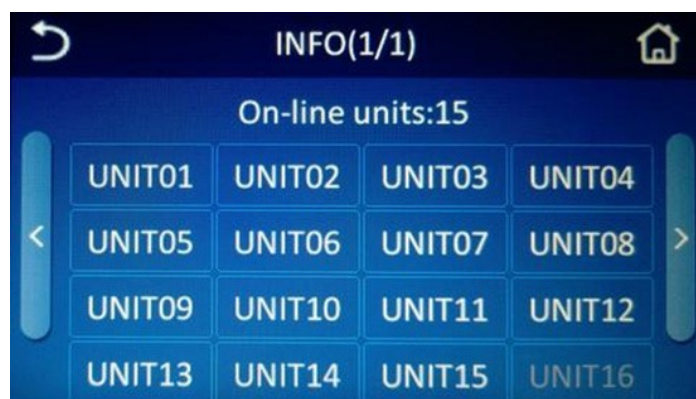 INFO(1/1)
On-line units:15
UNIT01 UNIT02 UNIT03 UNIT04
< UNIT05 UNIT06 UNIT07 UNIT08 >
UNIT09 UNIT10 UNIT11 UNIT12
UNIT13 UNIT14 UNIT15 UNIT16